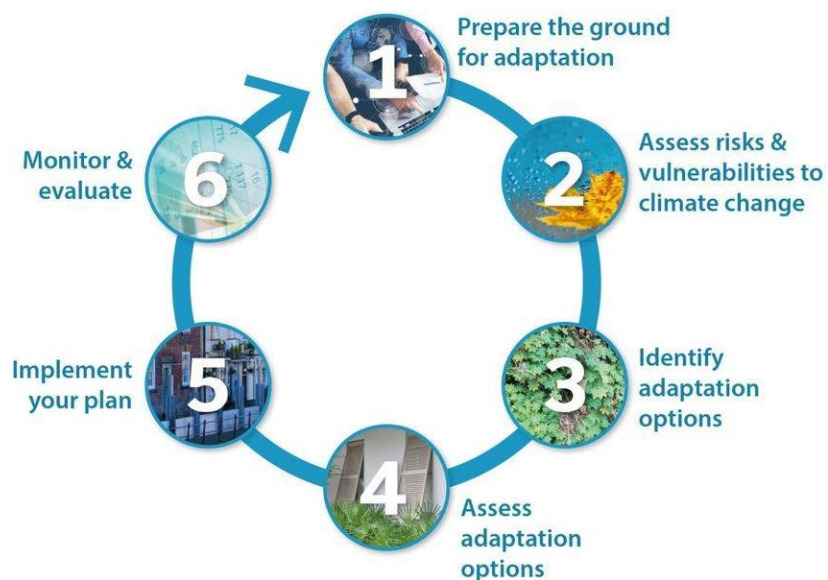 1
Prepare the ground
for adaptation
2
Assess risks &
vulnerabilities to
climate change
3
Identify
adaptation
options
4
Assess
adaptation
options
5
Implement
your plan
6
Monitor &
evaluate